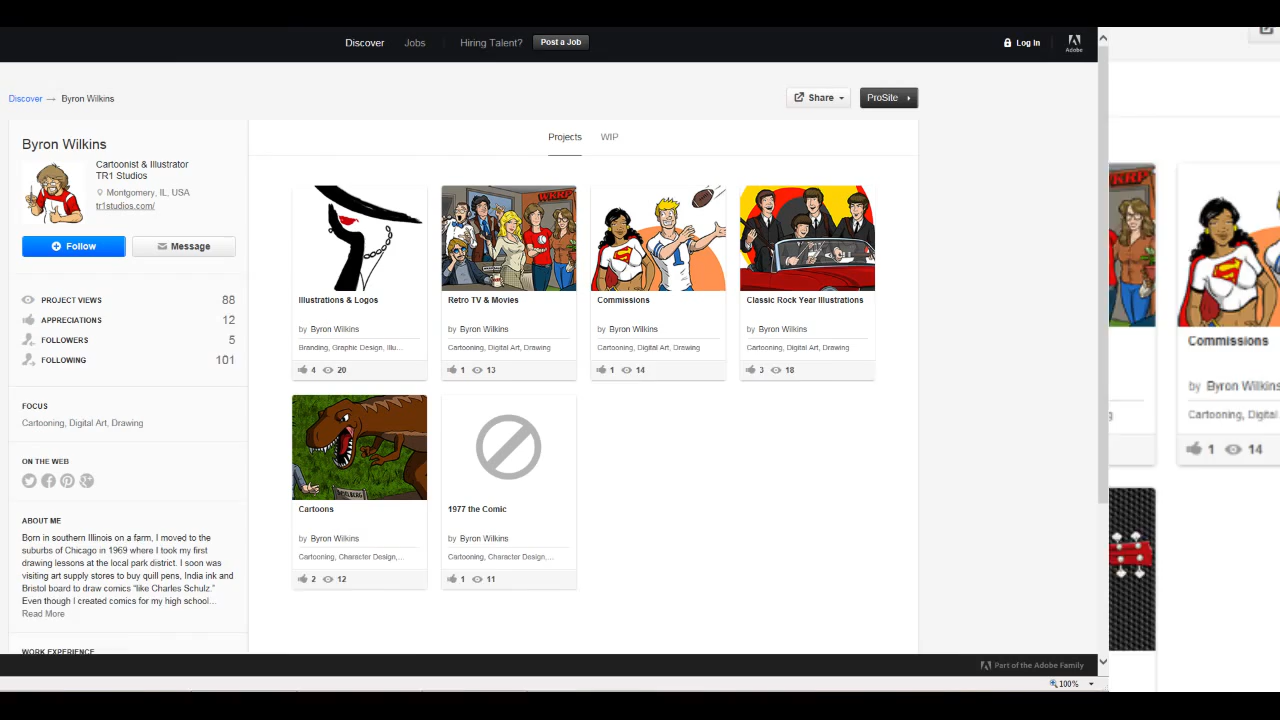 Discover Jobs Hiring Talent? Post a Job Log In Adobe
Discover → Byron Wilkins
Share ProSite
Byron Wilkins
Cartoonist & Illustrator
TR1 Studios
Montgomery, IL, USA
tr1studios.com/
Follow Message
PROJECT VIEWS 88
APPRECIATIONS 12
FOLLOWERS 5
FOLLOWING 101
FOCUS
Cartooning, Digital Art, Drawing
ON THE WEB
ABOUT ME
Born in southern Illinois on a farm, I moved to the
suburbs of Chicago in 1969 where I took my first
drawing lessons at the local park district. I soon was
visiting art supply stores to buy quill pens, India ink and
Bristol board to draw comics "like Charles Schulz."
Even though I created comics for my high school...
Read More
WORK EXPERIENCE
Projects WIP
Illustrations & Logos
by Byron Wilkins
Branding, Graphic Design, Illu...
4 20
WKRP
Retro TV & Movies
by Byron Wilkins
Cartooning, Digital Art, Drawing
1 13
Commissions
by Byron Wilkins
Cartooning, Digital Art, Drawing
1 14
Classic Rock Year Illustrations
by Byron Wilkins
Cartooning, Digital Art, Drawing
3 18
Cartoons
by Byron Wilkins
Cartooning, Character Design,...
2 12
1977 the Comic
by Byron Wilkins
Cartooning, Character Design,...
1 11
Commissions
by Byron Wilkins
Cartooning, Digital
1 14
Part of the Adobe Family
100%